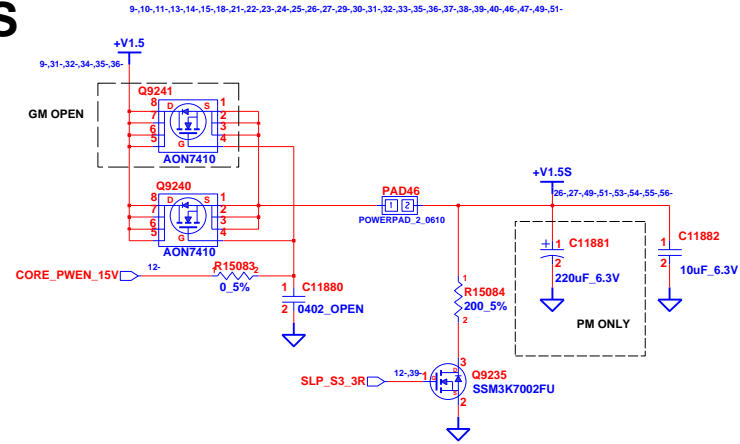 S
9-,10-,11-,13-,14-,15-,18-,21-,22-,23-,24-,25-,26-,27-,29-,30-,31-,32-,33-,35-,36-,37-,38-,39-,40-,46-,47-,49-,51-
+V1.5
9-,31-,32-,34-,35-,36-
GM OPEN
Q9241
8 D S 1
7 2
6 3
5 G 4
AON7410
Q9240
8 D S 1
7 2
6 3
5 G 4
AON7410
PAD46
1 2
POWERPAD_2_0610
+V1.5S
26-,27-,49-,51-,53-,54-,55-,56-
CORE_PWEN_15V
12-
1 R15083 2
0_5%
1 C11880
2 0402_OPEN
1
R15084
200_5%
2
+ 1 C11881
2
220uF_6.3V
PM ONLY
1 C11882
2
10uF_6.3V
SLP_S3_3R
12-,39-
1
G
D
S
3
Q9235
SSM3K7002FU
2